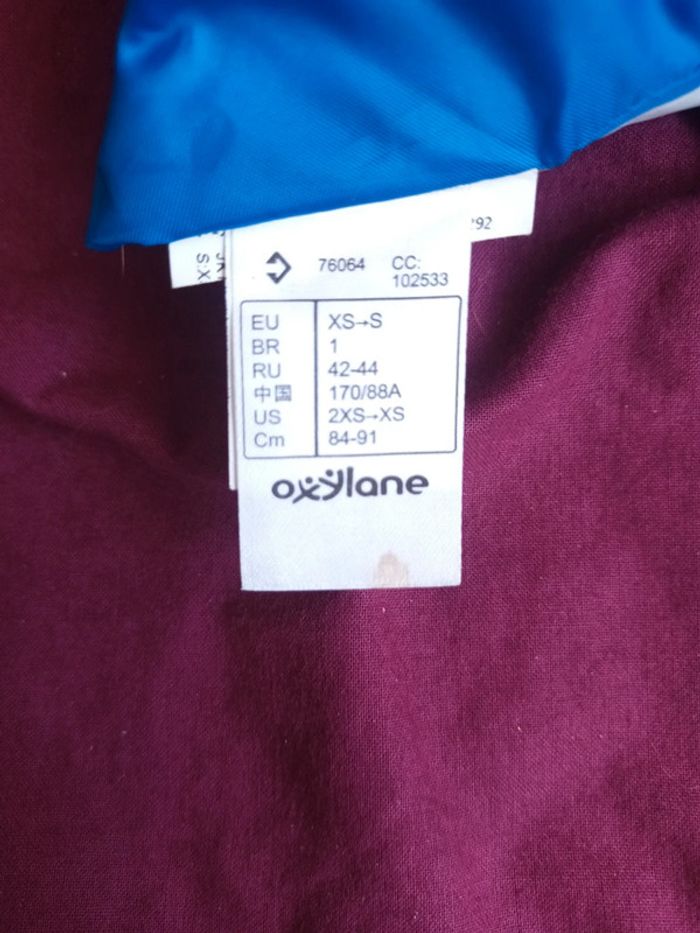 292
76064 CC:
102533
EU XS→S
BR 1
RU 42-44
中国 170/88A
US 2XS→XS
Cm 84-91
oxylane